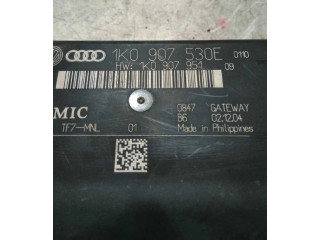 1K0 907 530E 0110
HW: 1K0 907 951 09
MIC 0847 GATEWAY
B6 02.12.04
TF7-MNL 01 Made in Philippines